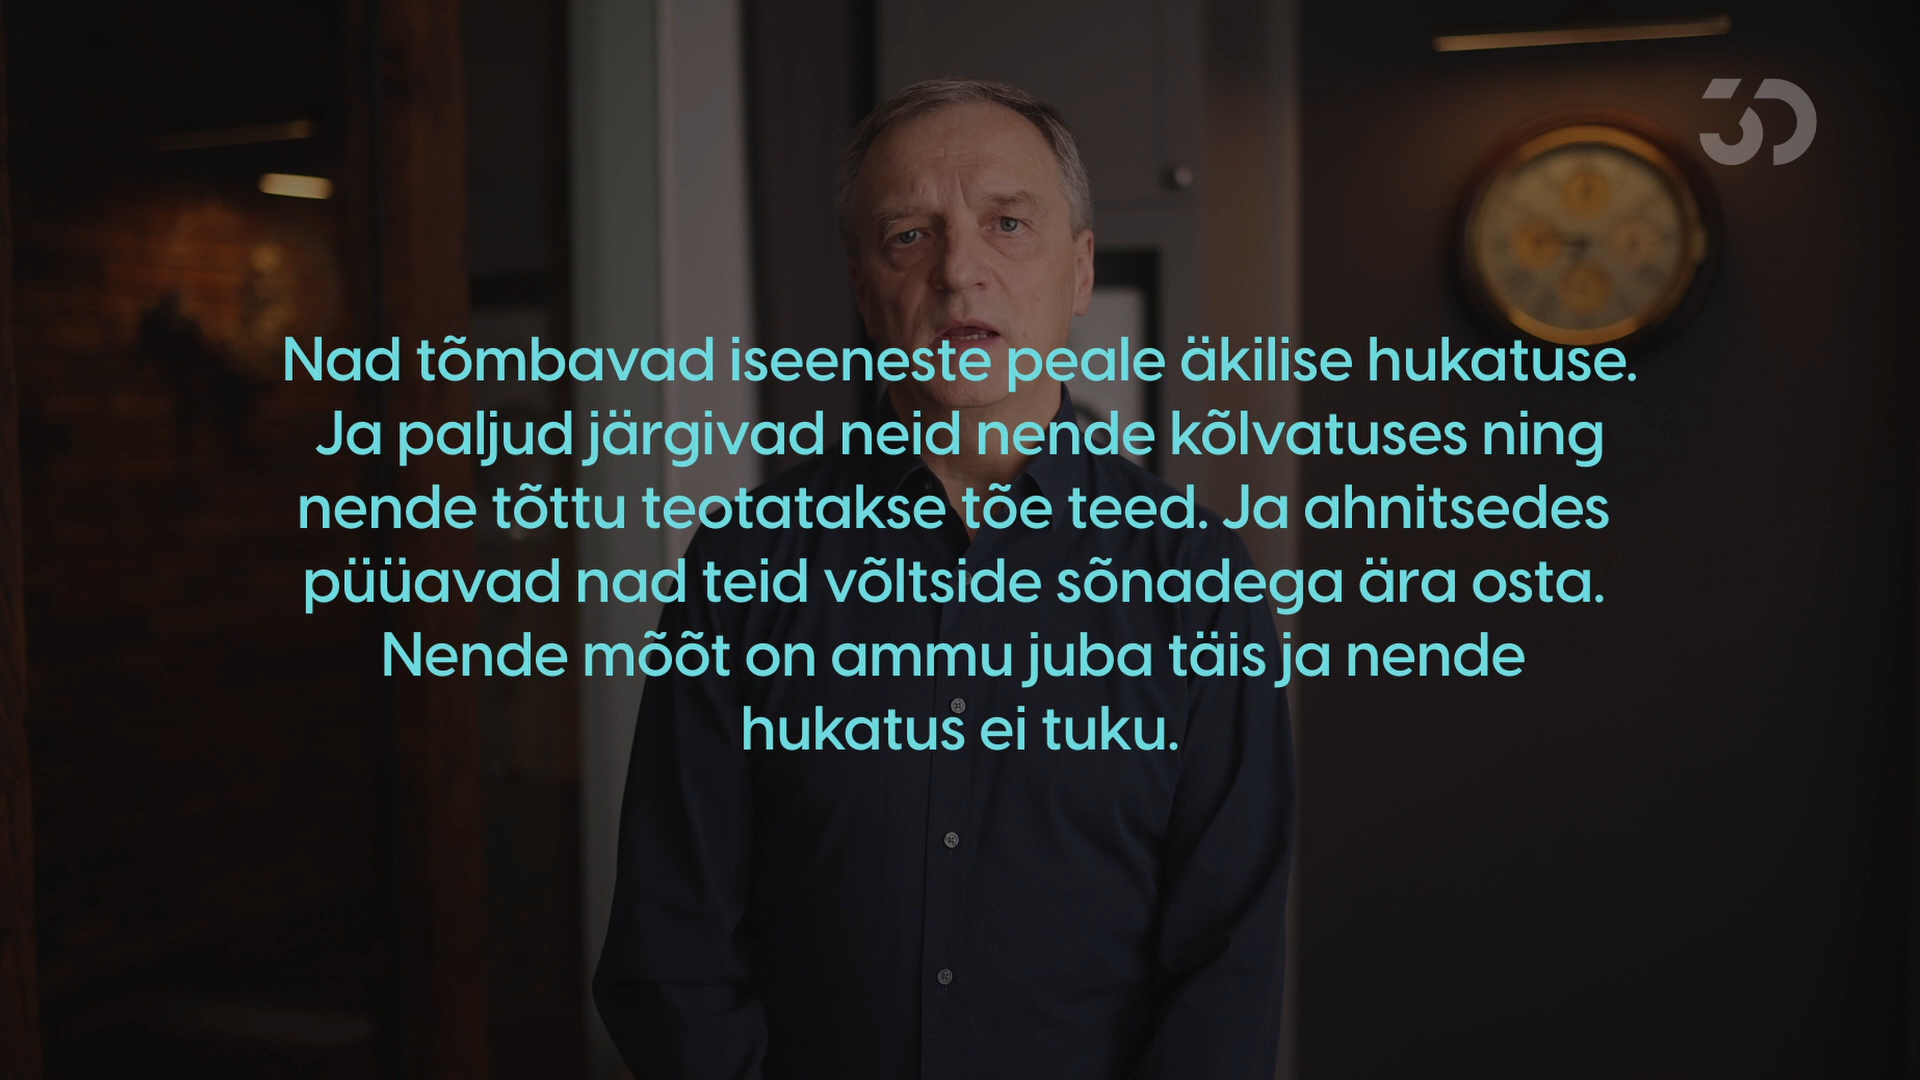 3D
Nad tõmbavad iseeneste peale äkilise hukatuse.
Ja paljud järgivad neid nende kõlvatuses ning
nende tõttu teotatakse tõe teed. Ja ahnitsedes
püüavad nad teid võltside sõnadega ära osta.
Nende mõõt on ammu juba täis ja nende
hukatus ei tuku.